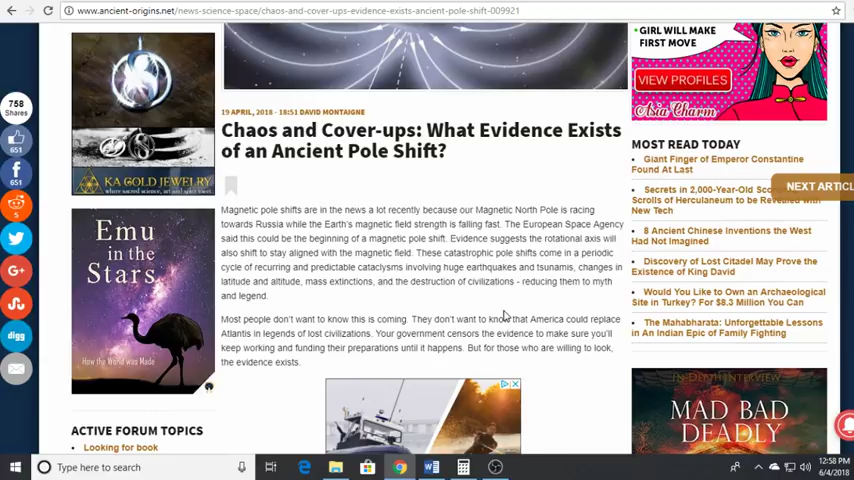 www.ancient-origins.net/news-science-space/chaos-and-cover-ups-evidence-exists-ancient-pole-shift-009921
758
Shares
651
651
5
digg
KA GOLD JEWELRY
where sacred science, art and spirit meet
Emu
in the
Stars
How the World was Made
ACTIVE FORUM TOPICS
Looking for book
19 APRIL, 2018 - 18:51 DAVID MONTAIGNE
Chaos and Cover-ups: What Evidence Exists
of an Ancient Pole Shift?
Magnetic pole shifts are in the news a lot recently because our Magnetic North Pole is racing
towards Russia while the Earth's magnetic field strength is falling fast. The European Space Agency
said this could be the beginning of a magnetic pole shift. Evidence suggests the rotational axis will
also shift to stay aligned with the magnetic field. These catastrophic pole shifts come in a periodic
cycle of recurring and predictable cataclysms involving huge earthquakes and tsunamis, changes in
latitude and altitude, mass extinctions, and the destruction of civilizations - reducing them to myth
and legend.
Most people don't want to know this is coming. They don't want to know that America could replace
Atlantis in legends of lost civilizations. Your government censors the evidence to make sure you'll
keep working and funding their preparations until it happens. But for those who are willing to look,
the evidence exists.
GIRL WILL MAKE
FIRST MOVE
VIEW PROFILES
Asia Charm
MOST READ TODAY
Giant Finger of Emperor Constantine
Found At Last
NEXT ARTICL
Secrets in 2,000-Year-Old
Scrolls of Herculaneum to be Revealed with
New Tech
8 Ancient Chinese Inventions the West
Had Not Imagined
Discovery of Lost Citadel May Prove the
Existence of King David
Would You Like to Own an Archaeological
Site in Turkey? For $8.3 Million You Can
The Mahabharata: Unforgettable Lessons
in An Indian Epic of Family Fighting
IN-DEPTH INTERVIEW
MAD BAD
DEADLY
Type here to search
12:58 PM
6/4/2018